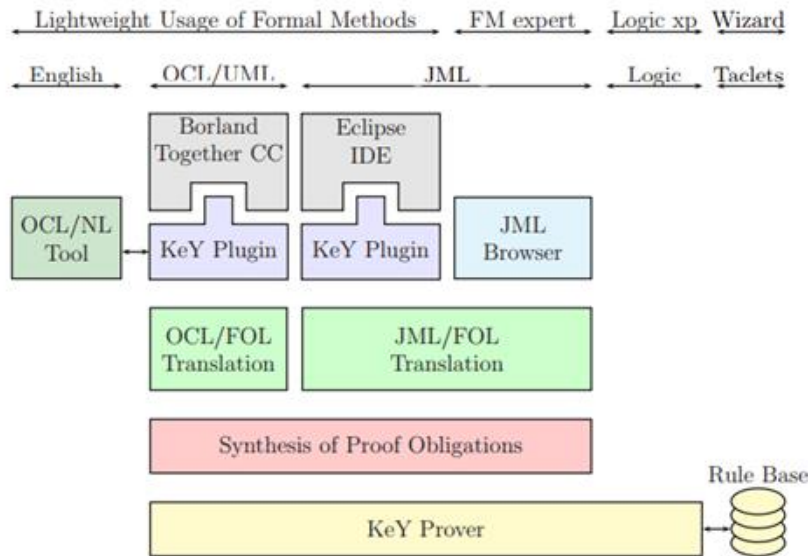 Lightweight Usage of Formal Methods FM expert Logic xp Wizard
English OCL/UML JML Logic Taclets
Borland
Together CC
Eclipse
IDE
OCL/NL
Tool
KeY Plugin
KeY Plugin
JML
Browser
OCL/FOL
Translation
JML/FOL
Translation
Synthesis of Proof Obligations
Rule Base
KeY Prover